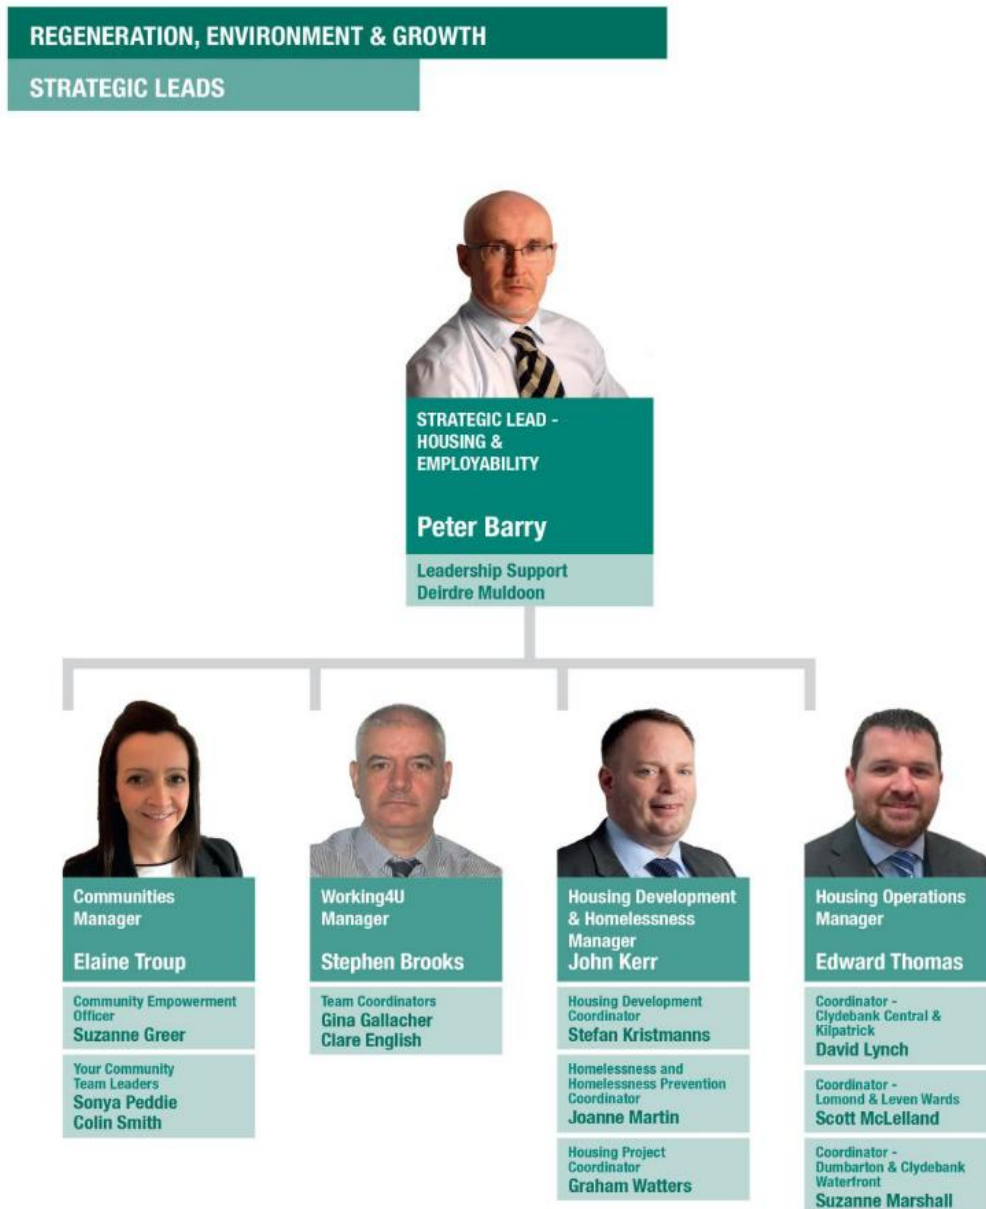 REGENERATION, ENVIRONMENT & GROWTH
STRATEGIC LEADS
STRATEGIC LEAD -
HOUSING &
EMPLOYABILITY
Peter Barry
Leadership Support
Deirdre Muldoon
Communities
Manager
Elaine Troup
Community Empowerment
Officer
Suzanne Greer
Your Community
Team Leaders
Sonya Peddie
Colin Smith
Working4U
Manager
Stephen Brooks
Team Coordinators
Gina Gallacher
Clare English
Housing Development
& Homelessness
Manager
John Kerr
Housing Development
Coordinator
Stefan Kristmanns
Homelessness and
Homelessness Prevention
Coordinator
Joanne Martin
Housing Project
Coordinator
Graham Watters
Housing Operations
Manager
Edward Thomas
Coordinator -
Clydebank Central &
Kilpatrick
David Lynch
Coordinator -
Lomond & Leven Wards
Scott McLelland
Coordinator -
Dumbarton & Clydebank
Waterfront
Suzanne Marshall